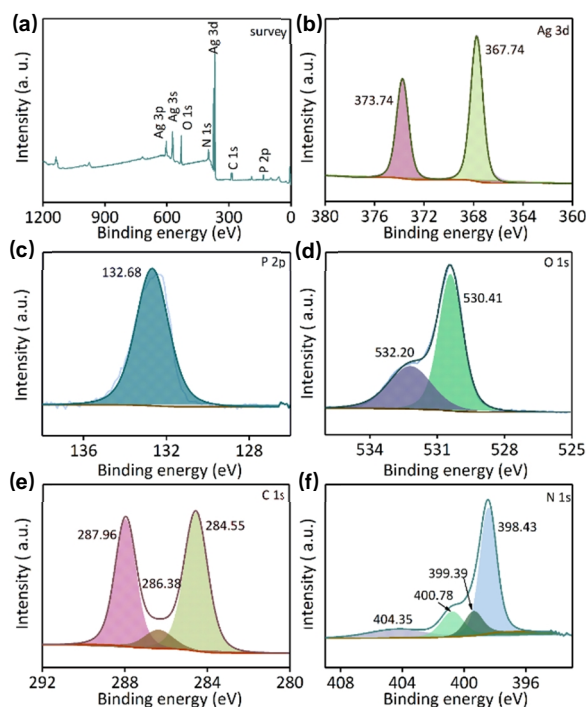 (a)
survey
Intensity (a. u.)
Ag 3p
Ag 3s
O 1s
N 1s
Ag 3d
C 1s
P 2p
1200 900 600 300 0
Binding energy (eV)
(b)
Ag 3d
Intensity ( a.u.)
373.74
367.74
380 376 372 368 364 360
Binding energy (eV)
(c)
P 2p
Intensity ( a.u.)
132.68
136 132 128
Binding energy (eV)
(d)
O 1s
Intensity ( a.u.)
532.20
530.41
534 531 528 525
Binding energy (eV)
(e)
C 1s
Intensity ( a.u.)
287.96
286.38
284.55
292 288 284 280
Binding energy (eV)
(f)
N 1s
Intensity ( a.u.)
404.35
400.78
399.39
398.43
408 404 400 396
Binding energy (eV)